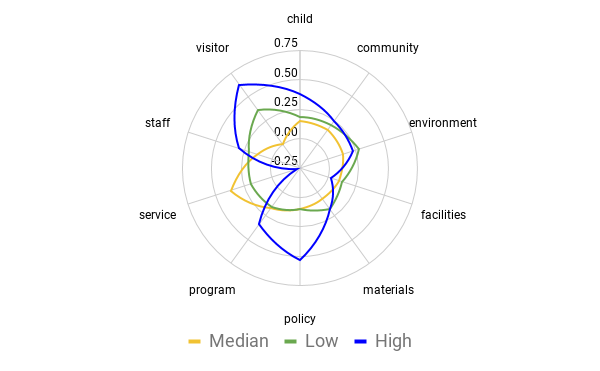 child
visitor
community
0.75
0.50
0.25
0.00
-0.25
staff
environment
service
facilities
program
materials
policy
Median
Low
High